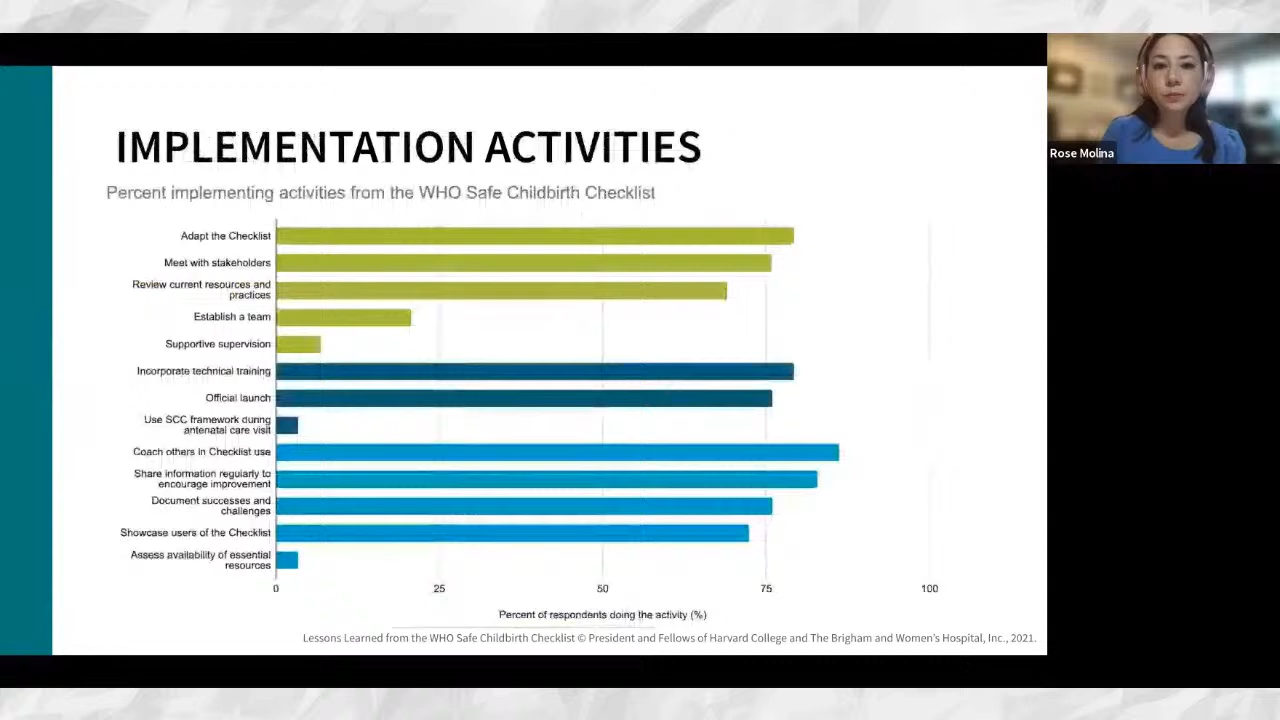 IMPLEMENTATION ACTIVITIES
Percent implementing activities from the WHO Safe Childbirth Checklist
Adapt the Checklist
Meet with stakeholders
Review current resources and
practices
Establish a team
Supportive supervision
Incorporate technical training
Official launch
Use SCC framework during
antenatal care visit
Coach others in Checklist use
Share information regularly to
encourage improvement
Document successes and
challenges
Showcase users of the Checklist
Assess availability of essential
resources
0 25 50 75 100
Percent of respondents doing the activity (%)
Lessons Learned from the WHO Safe Childbirth Checklist © President and Fellows of Harvard College and The Brigham and Women's Hospital, Inc., 2021.
Rose Molina